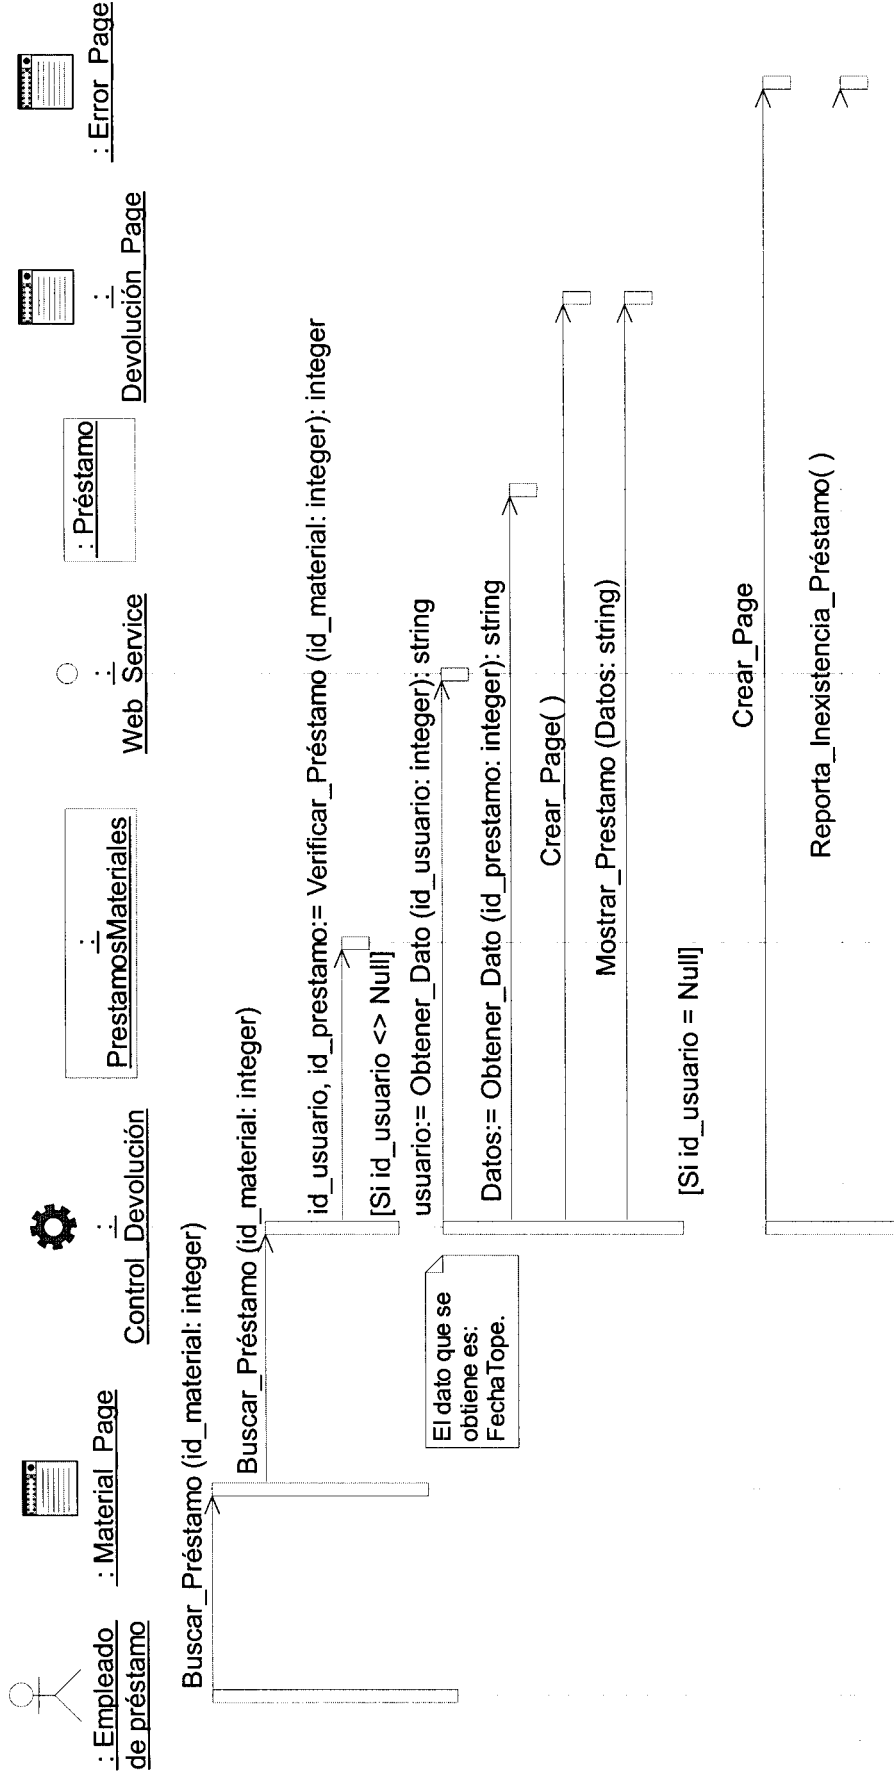 : Empleado
de préstamo
: Material_Page
:
Control_Devolución
:
PrestamosMateriales
:
Web_Service
: Préstamo
:
Devolución_Page
: Error_Page
Buscar_Préstamo (id_material: integer)
Buscar_Préstamo (id_material: integer)
id_usuario, id_prestamo:= Verificar_Préstamo (id_material: integer): integer
[Si id_usuario <> Null]
usuario:= Obtener_Dato (id_usuario: integer): string
El dato que se
obtiene es:
FechaTope.
Datos:= Obtener_Dato (id_prestamo: integer): string
Crear_Page( )
Mostrar_Prestamo (Datos: string)
[Si id_usuario = Null]
Crear_Page
Reporta_Inexistencia_Préstamo( )